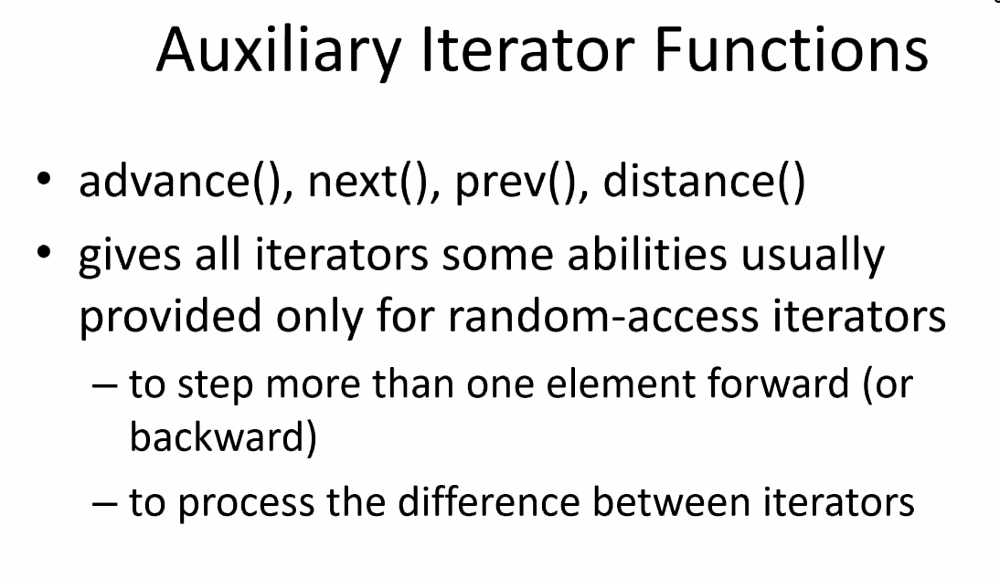 Auxiliary Iterator Functions
• advance(), next(), prev(), distance()
• gives all iterators some abilities usually
provided only for random-access iterators
– to step more than one element forward (or
backward)
– to process the difference between iterators